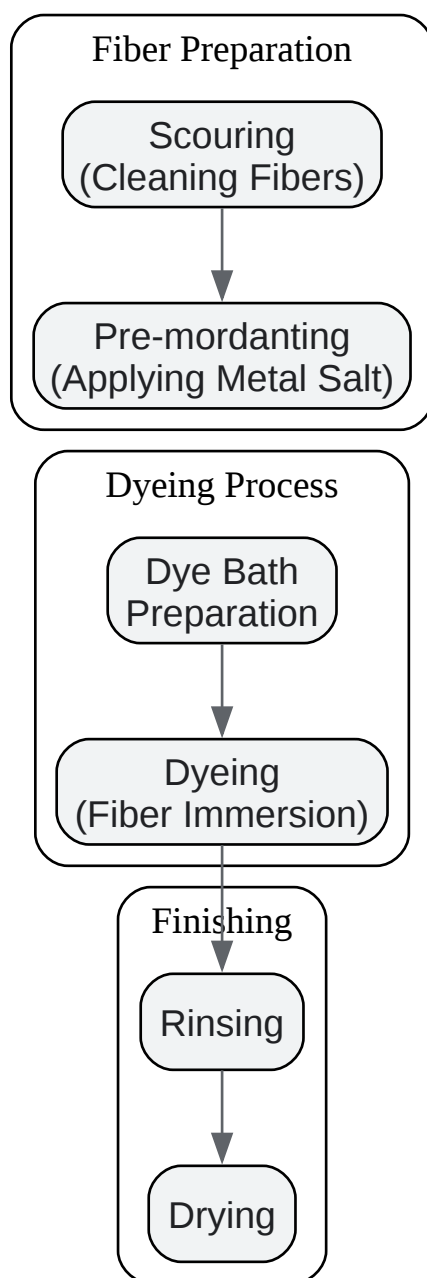 Fiber Preparation
Scouring
(Cleaning Fibers)
Pre-mordanting
(Applying Metal Salt)
Dyeing Process
Dye Bath
Preparation
Dyeing
(Fiber Immersion)
Finishing
Rinsing
Drying